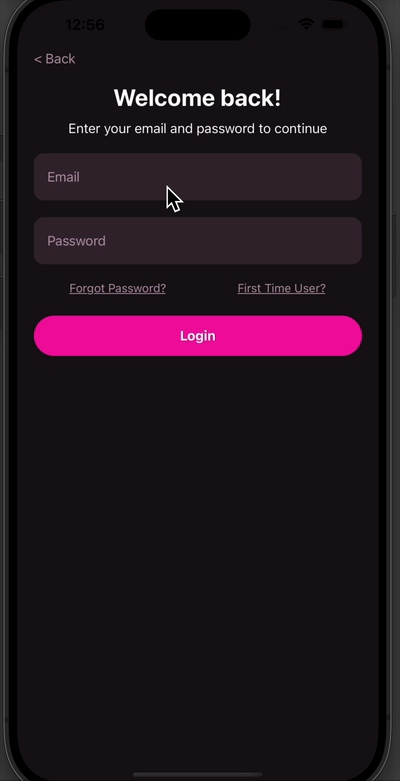 12:56
< Back
Welcome back!
Enter your email and password to continue
Email
Password
Forgot Password? First Time User?
Login